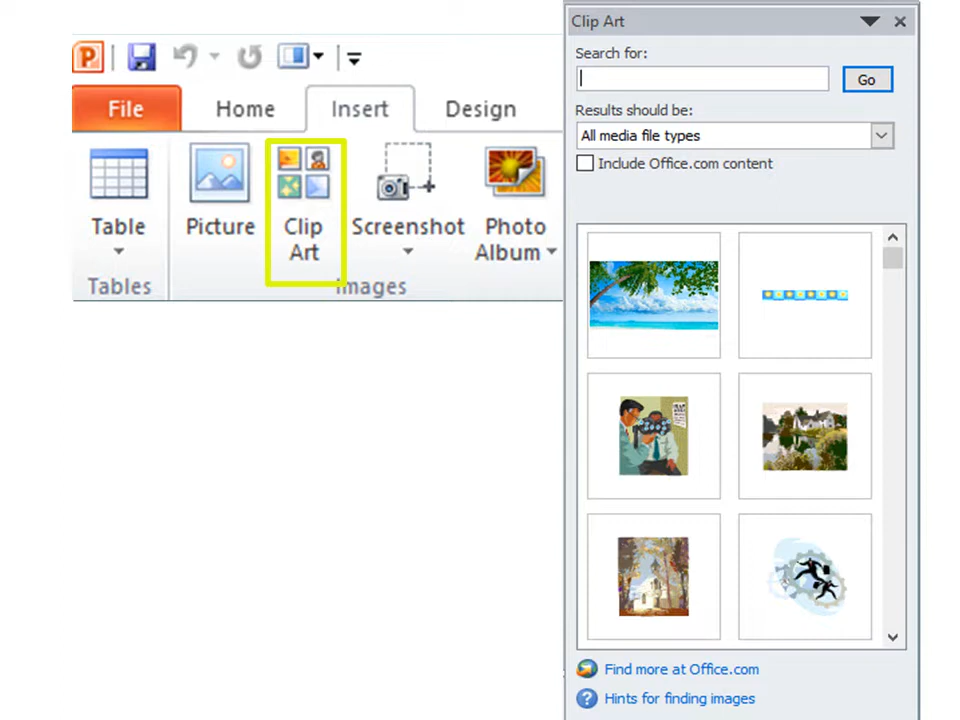 P
File Home Insert Design
Table Picture Clip Art Screenshot Photo Album
Tables Images
Clip Art
Search for:
Go
Results should be:
All media file types
Include Office.com content
Find more at Office.com
? Hints for finding images